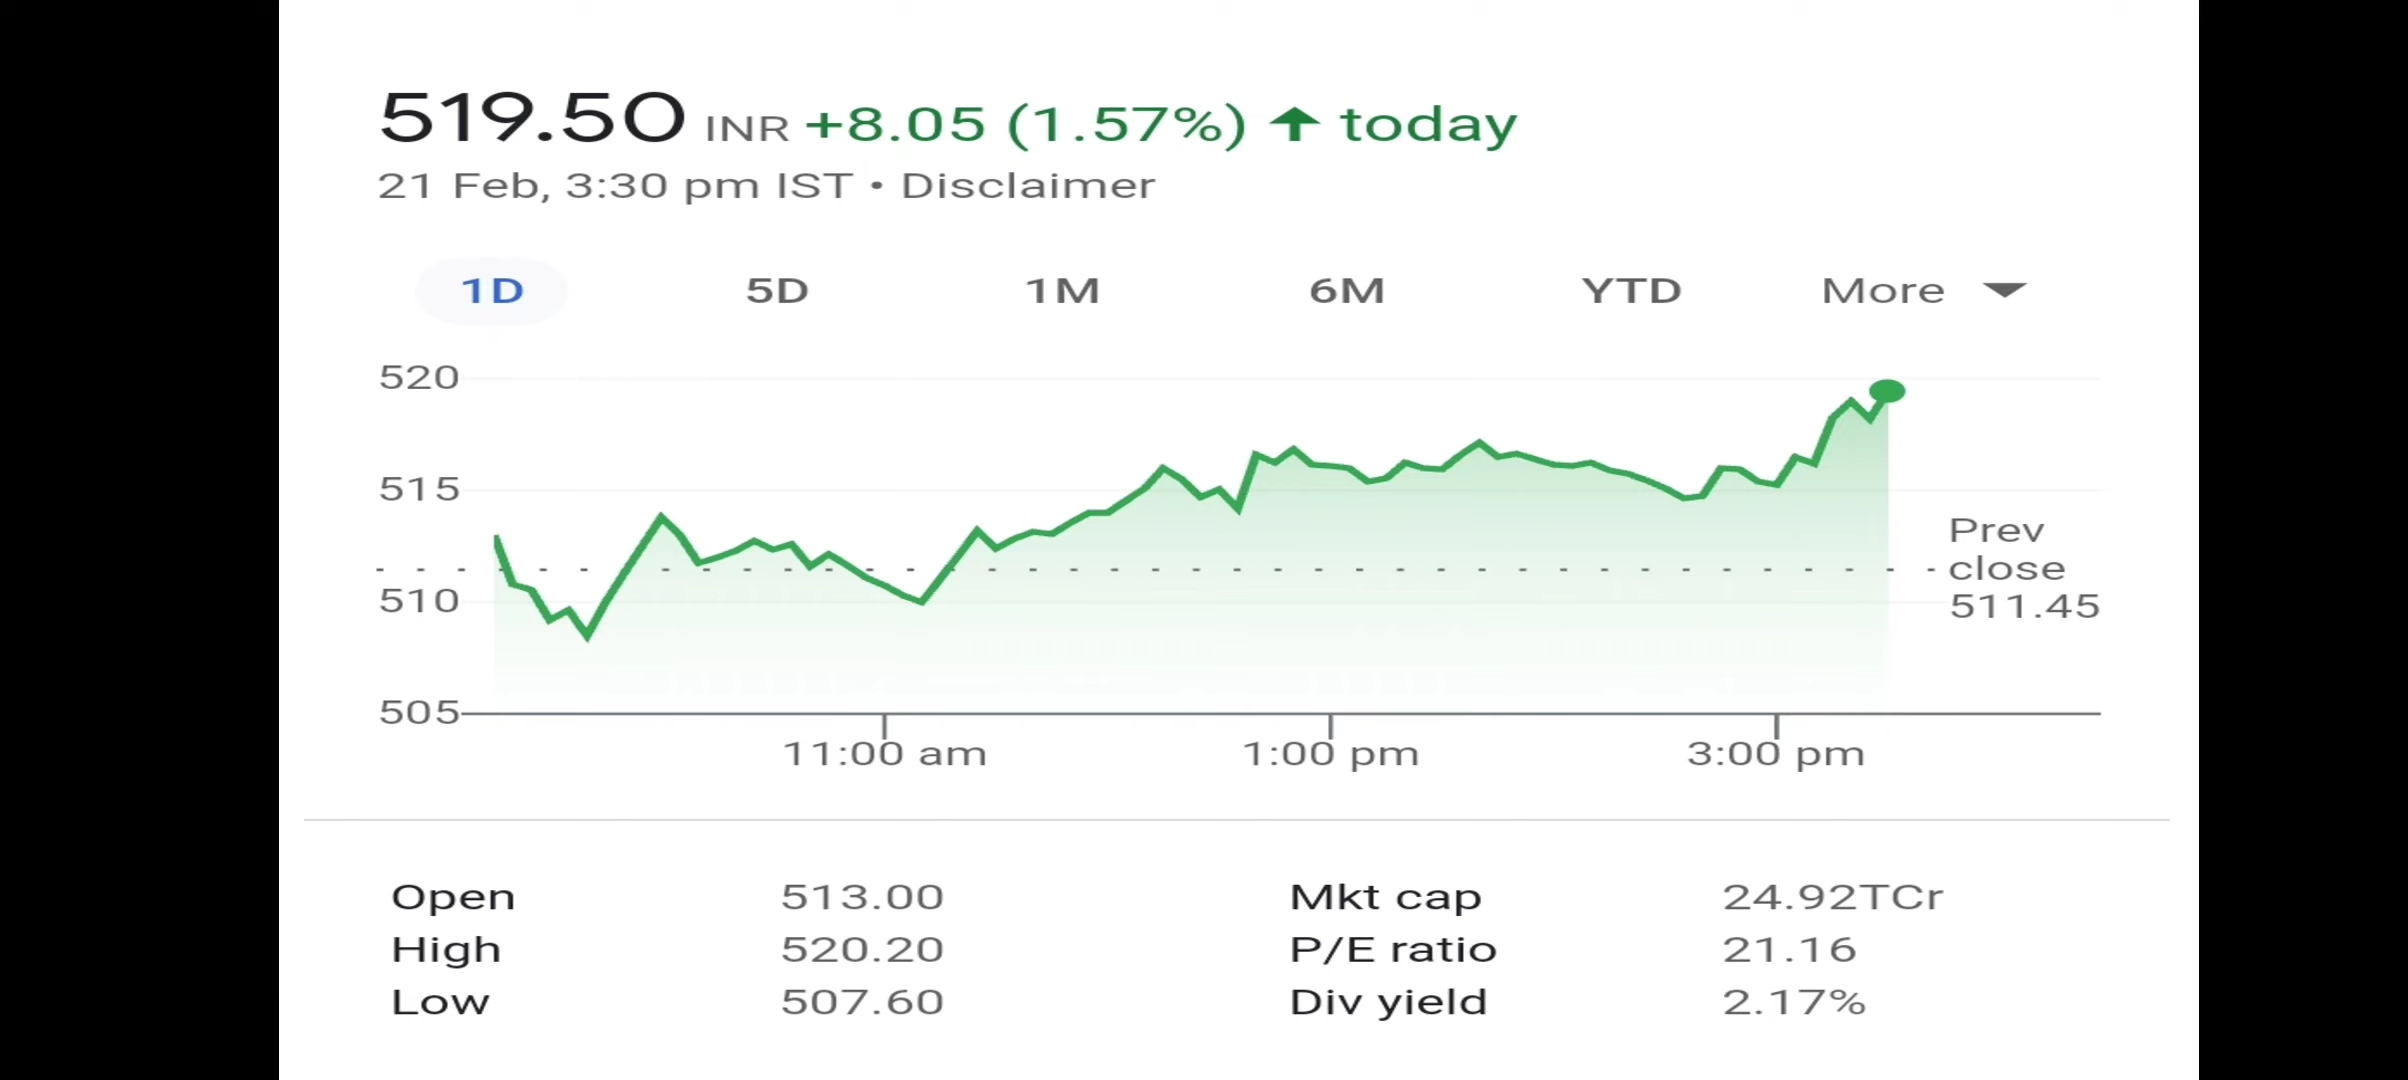 519.50 INR +8.05 (1.57%) ↑ today
21 Feb, 3:30 pm IST • Disclaimer
1D 5D 1M 6M YTD More
520
515
510
505
Prev
close
511.45
11:00 am 1:00 pm 3:00 pm
Open 513.00 Mkt cap 24.92TCr
High 520.20 P/E ratio 21.16
Low 507.60 Div yield 2.17%